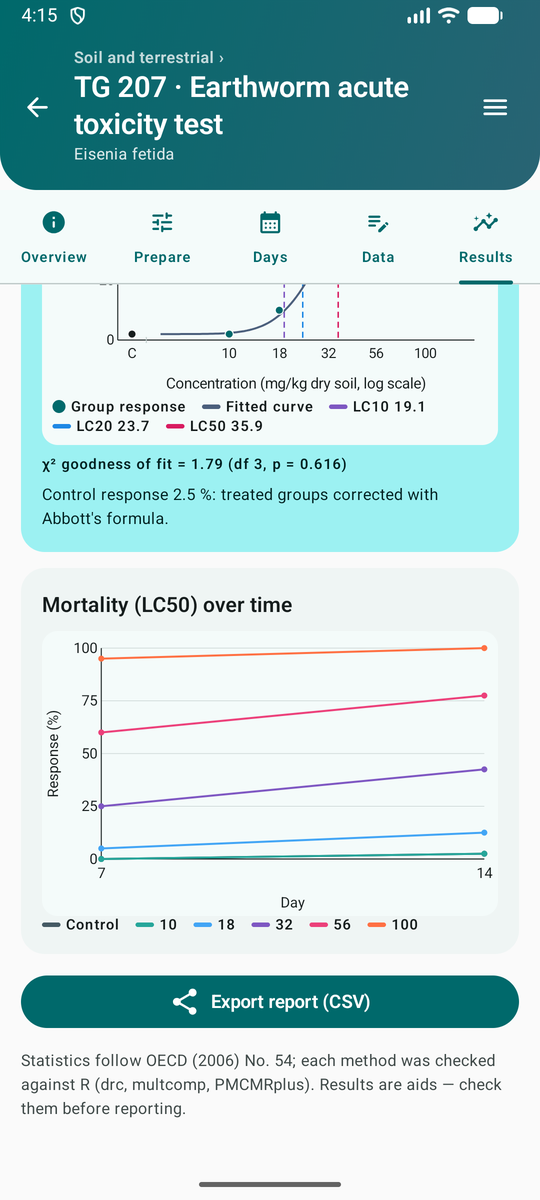 4:15
Soil and terrestrial ›
TG 207 · Earthworm acute
toxicity test
Eisenia fetida
Overview
Prepare
Days
Data
Results
0
C
10
18
32
56
100
Concentration (mg/kg dry soil, log scale)
Group response
Fitted curve
LC10 19.1
LC20 23.7
LC50 35.9
χ² goodness of fit = 1.79 (df 3, p = 0.616)
Control response 2.5 %: treated groups corrected with
Abbott's formula.
Mortality (LC50) over time
100
75
50
25
0
Response (%)
7
14
Day
Control
10
18
32
56
100
Export report (CSV)
Statistics follow OECD (2006) No. 54; each method was checked
against R (drc, multcomp, PMCMRplus). Results are aids — check
them before reporting.